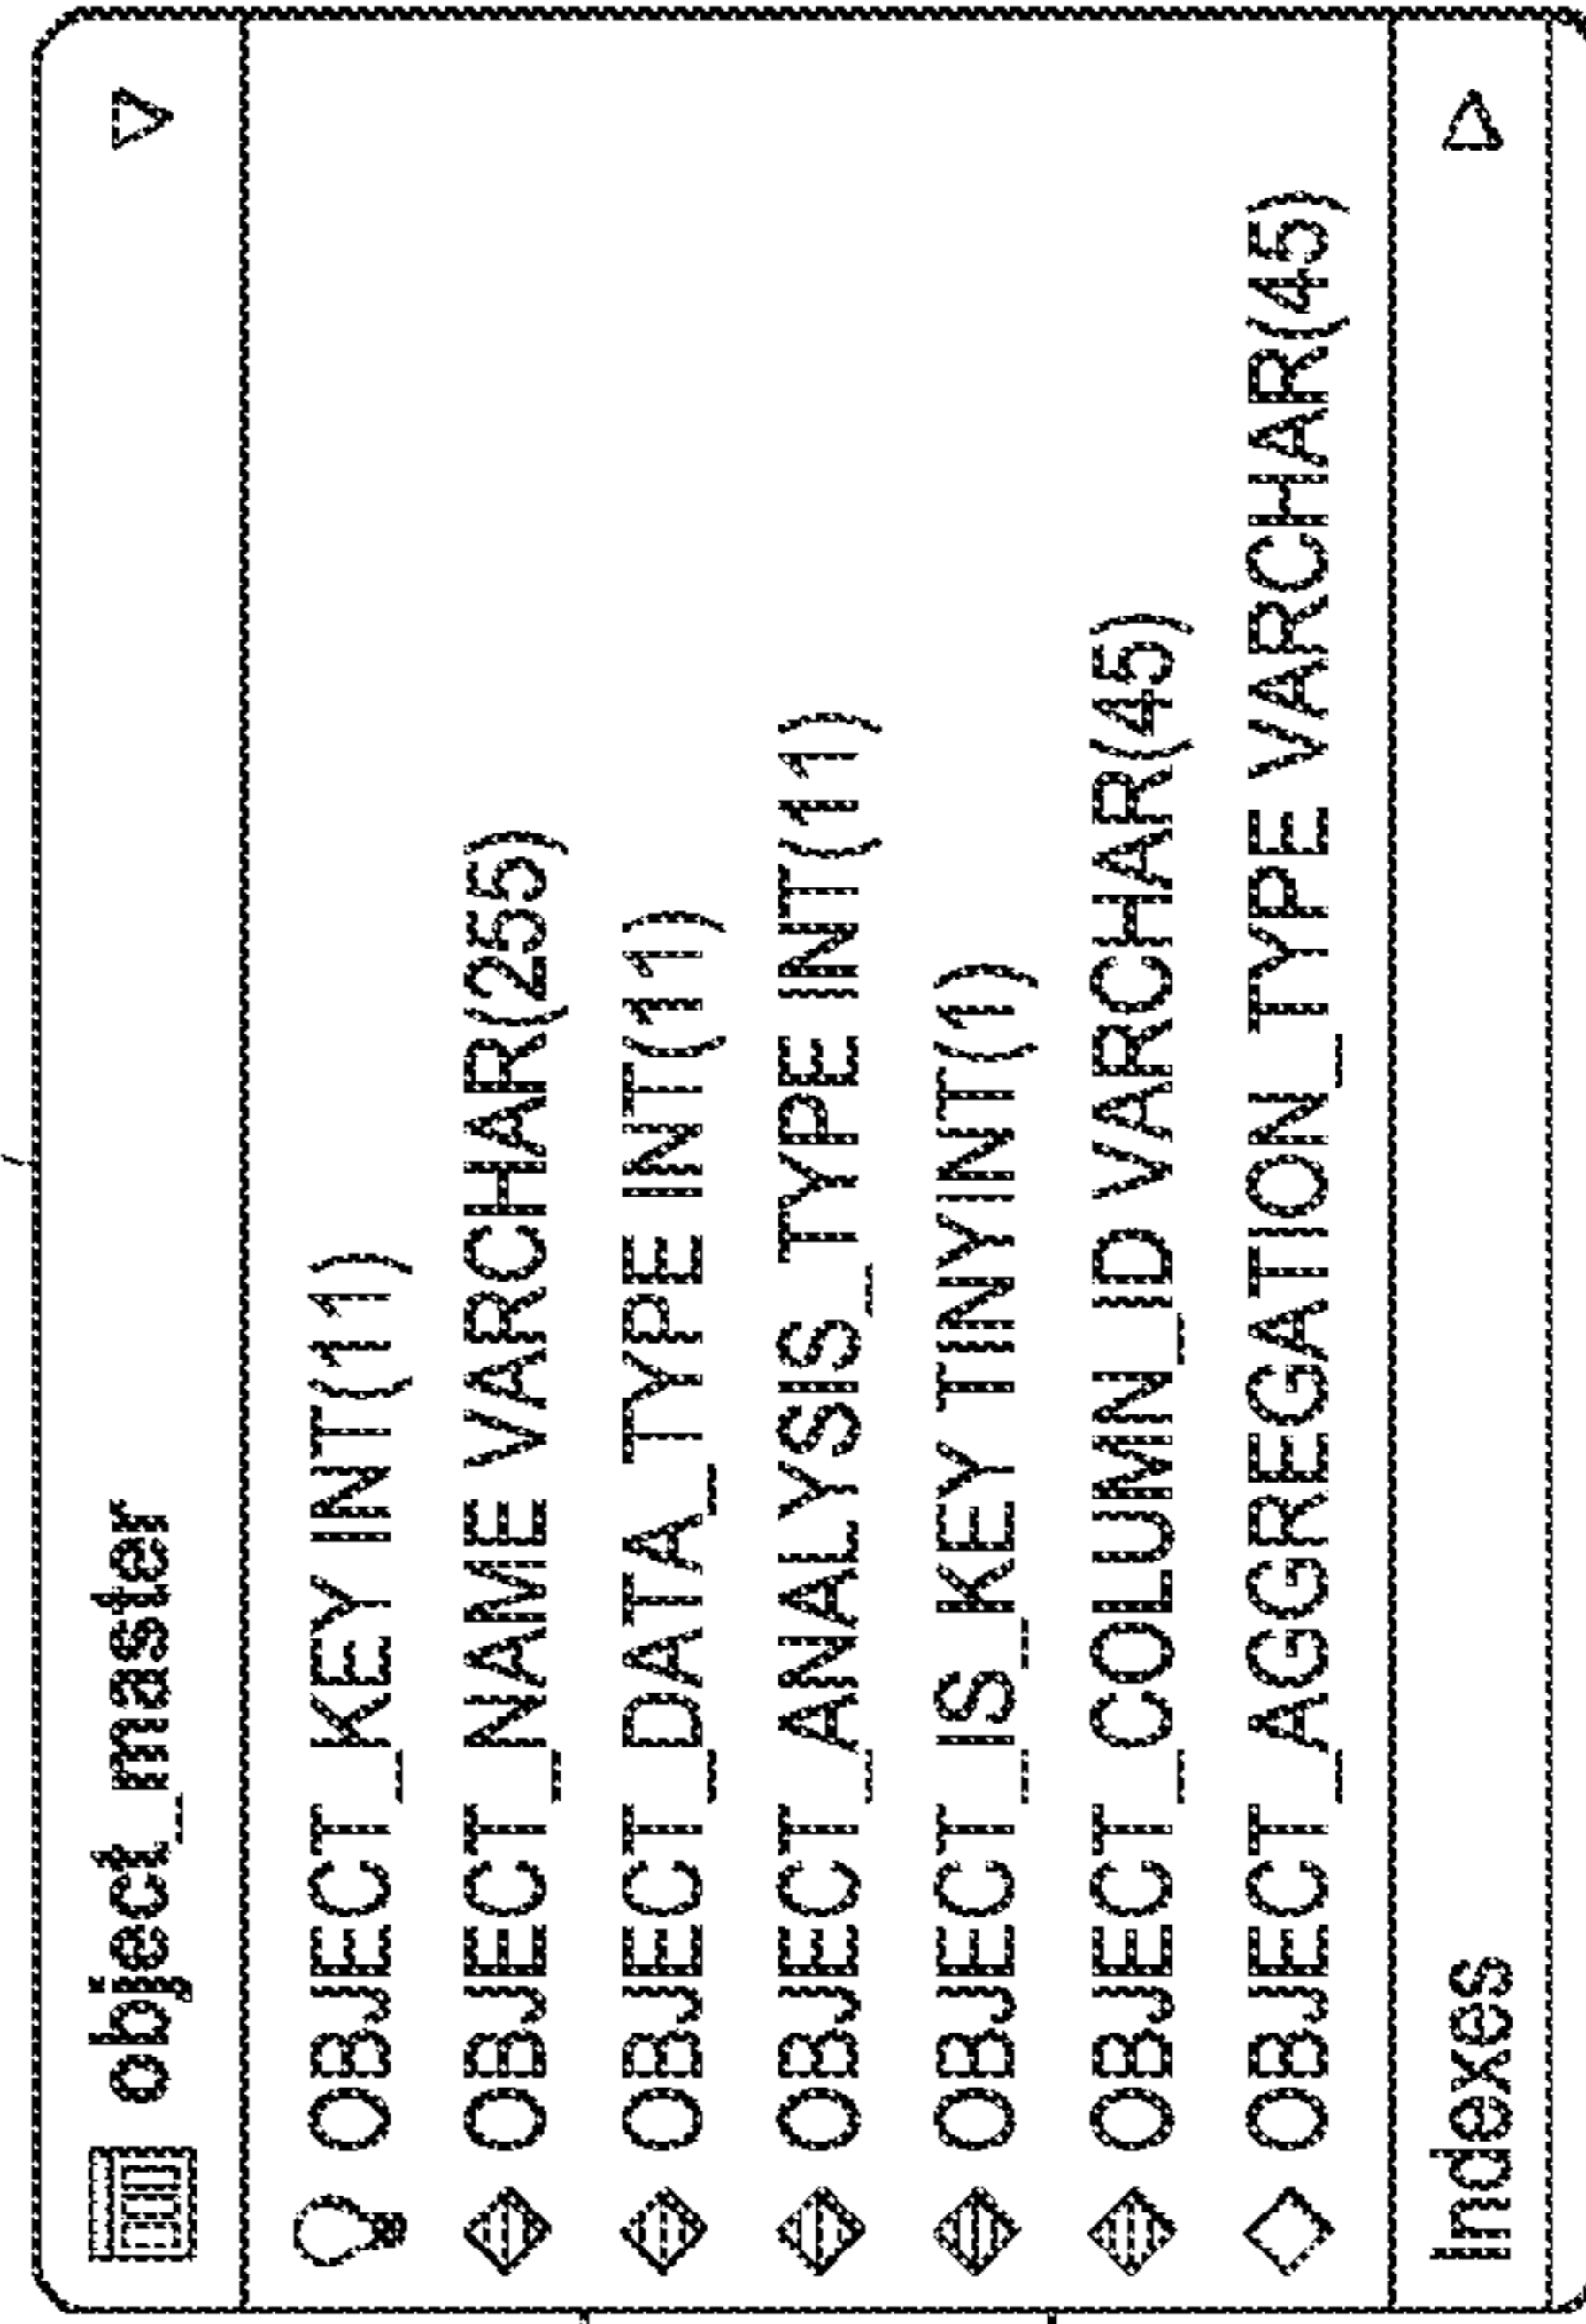 object_master
OBJECT_KEY INT(11)
OBJECT_NAME VARCHAR(255)
OBJECT_DATA_TYPE INT(11)
OBJECT_ANALYSIS_TYPE INT(11)
OBJECT_IS_KEY TINYINT(1)
OBJECT_COLUMN_ID VARCHAR(45)
OBJECT_AGGREGATION_TYPE VARCHAR(45)
Indexes